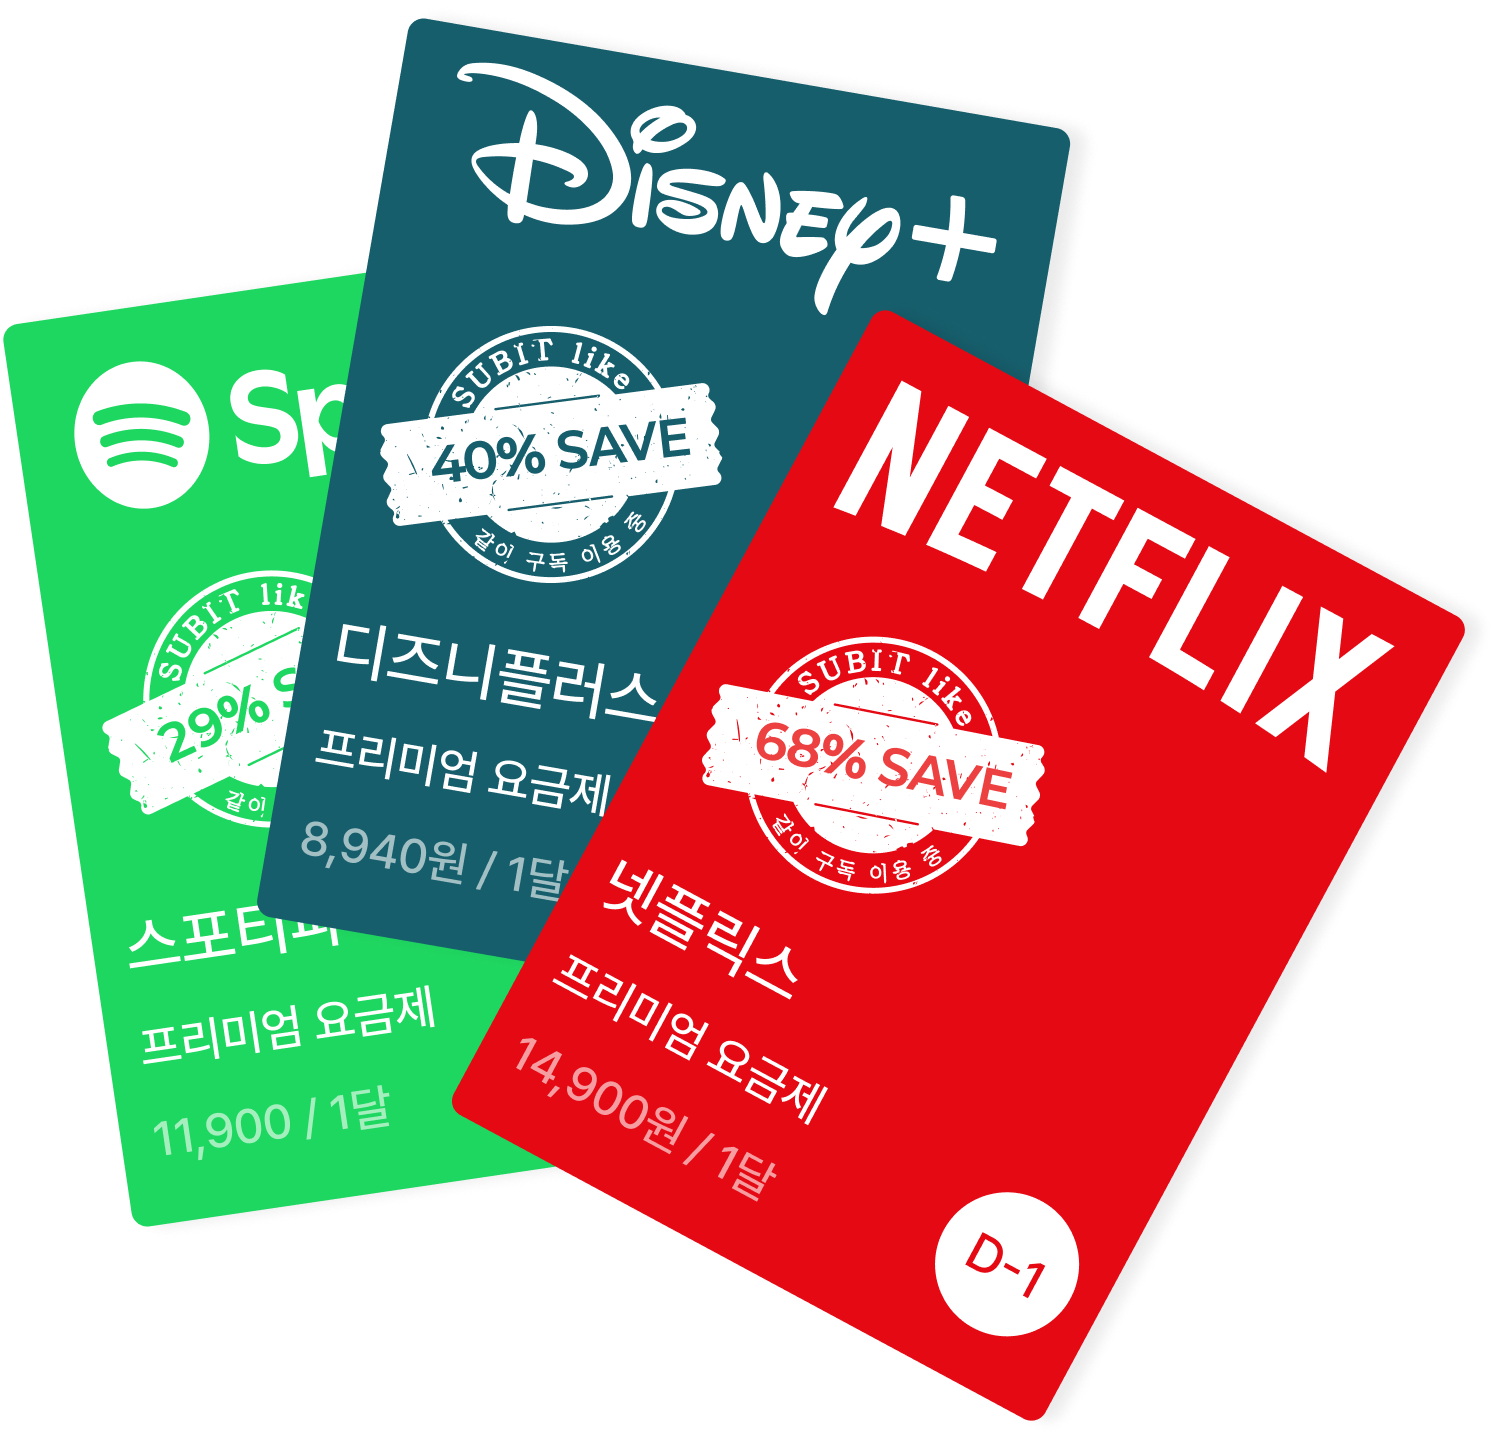 Disney+
SUBIT like
40% SAVE
같이 구독 이용 중
디즈니플러스
프리미엄 요금제
8,940원 / 1달
Sp
SUBIT lik
29% S
같이
스포티피
프리미엄 요금제
11,900 / 1달
NETFLIX
SUBIT like
68% SAVE
같이 구독 이용 중
넷플릭스
프리미엄 요금제
14,900원 / 1달
D-1